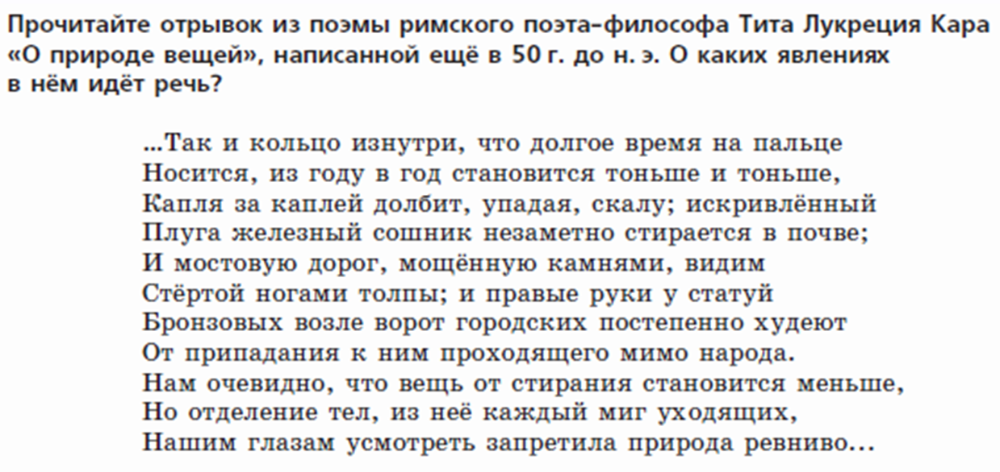 Прочитайте отрывок из поэмы римского поэта-философа Тита Лукреция Кара
«О природе вещей», написанной ещё в 50 г. до н. э. О каких явлениях
в нём идёт речь?
...Так и кольцо изнутри, что долгое время на пальце
Носится, из году в год становится тоньше и тоньше,
Капля за каплей долбит, упадая, скалу; искривлённый
Плуга железный сошник незаметно стирается в почве;
И мостовую дорог, мощённую камнями, видим
Стёртой ногами толпы; и правые руки у статуй
Бронзовых возле ворот городских постепенно худеют
От припадания к ним проходящего мимо народа.
Нам очевидно, что вещь от стирания становится меньше,
Но отделение тел, из неё каждый миг уходящих,
Нашим глазам усмотреть запретила природа ревниво...